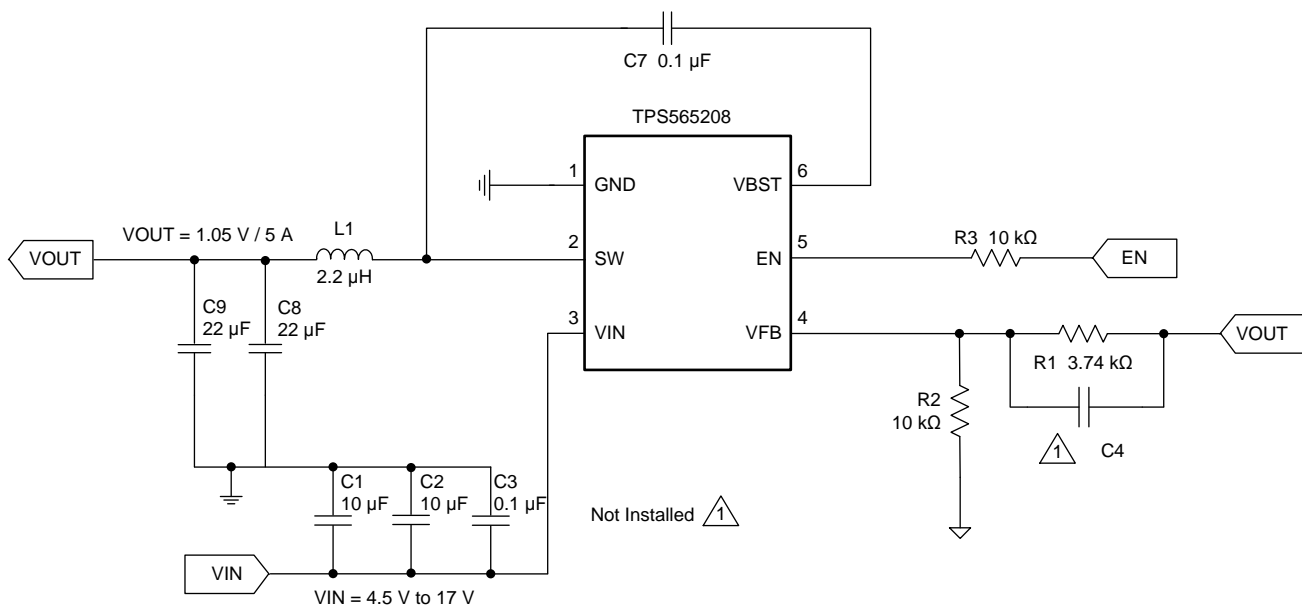 C7 0.1 µF
TPS565208
1
GND
VBST
6
VOUT = 1.05 V / 5 A
L1
VOUT
2.2 µH
2
SW
EN
5
R3 10 kΩ
EN
C9
22 µF
C8
22 µF
3
VIN
VFB
4
VOUT
R1 3.74 kΩ
R2
10 kΩ
1
C4
C1
10 µF
C2
10 µF
C3
0.1 µF
Not Installed 1
VIN
VIN = 4.5 V to 17 V